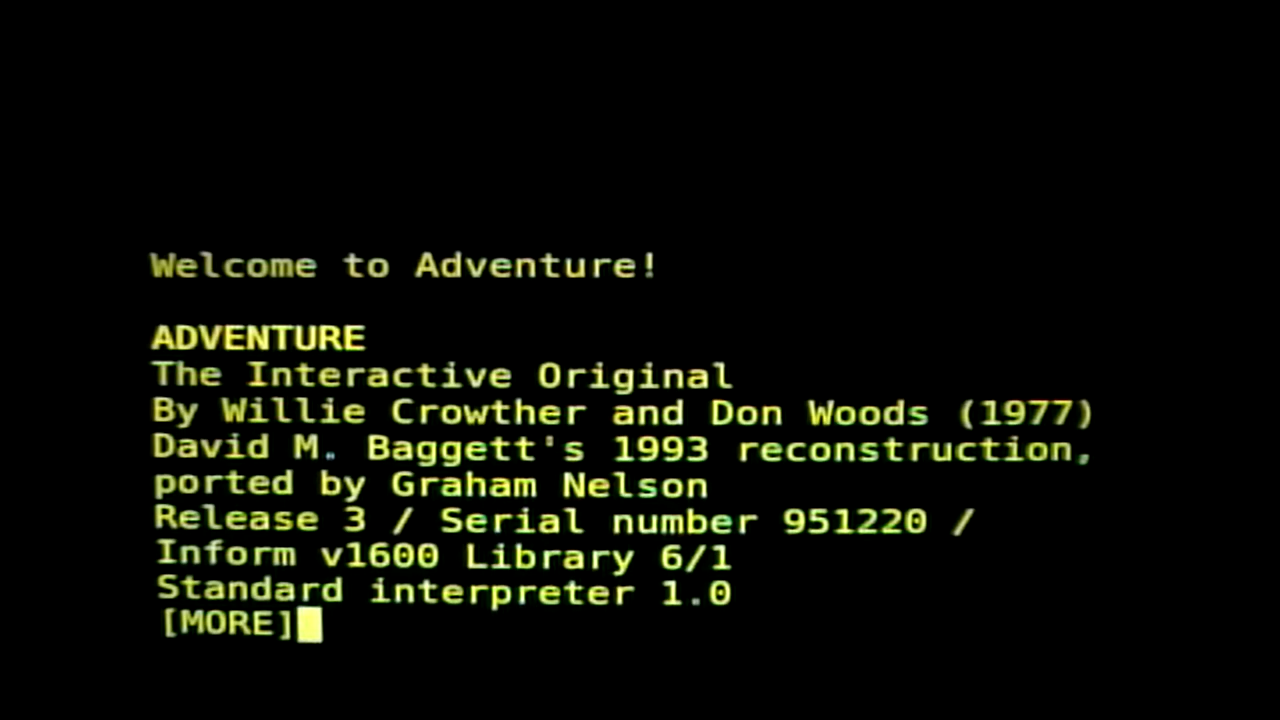 Welcome to Adventure!
ADVENTURE
The Interactive Original
By Willie Crowther and Don Woods (1977)
David M. Baggett's 1993 reconstruction,
ported by Graham Nelson
Release 3 / Serial number 951220 /
Inform v1600 Library 6/1
Standard interpreter 1.0
[MORE]